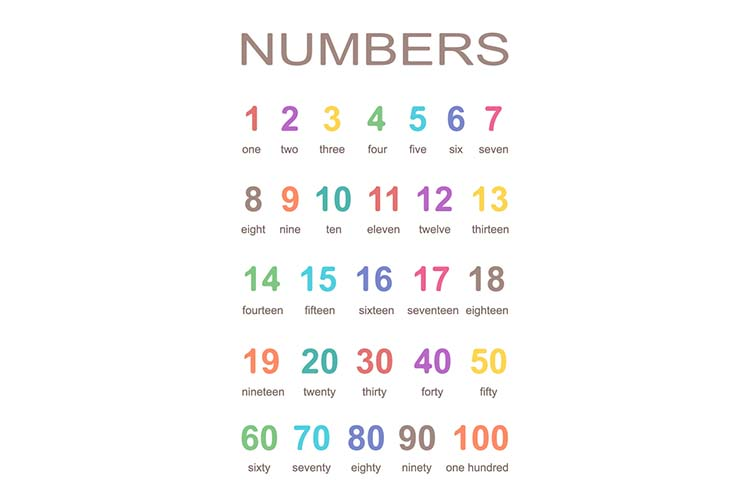 NUMBERS
1 2 3 4 5 6 7
one two three four five six seven
8 9 10 11 12 13
eight nine ten eleven twelve thirteen
14 15 16 17 18
fourteen fifteen sixteen seventeen eighteen
19 20 30 40 50
nineteen twenty thirty forty fifty
60 70 80 90 100
sixty seventy eighty ninety one hundred